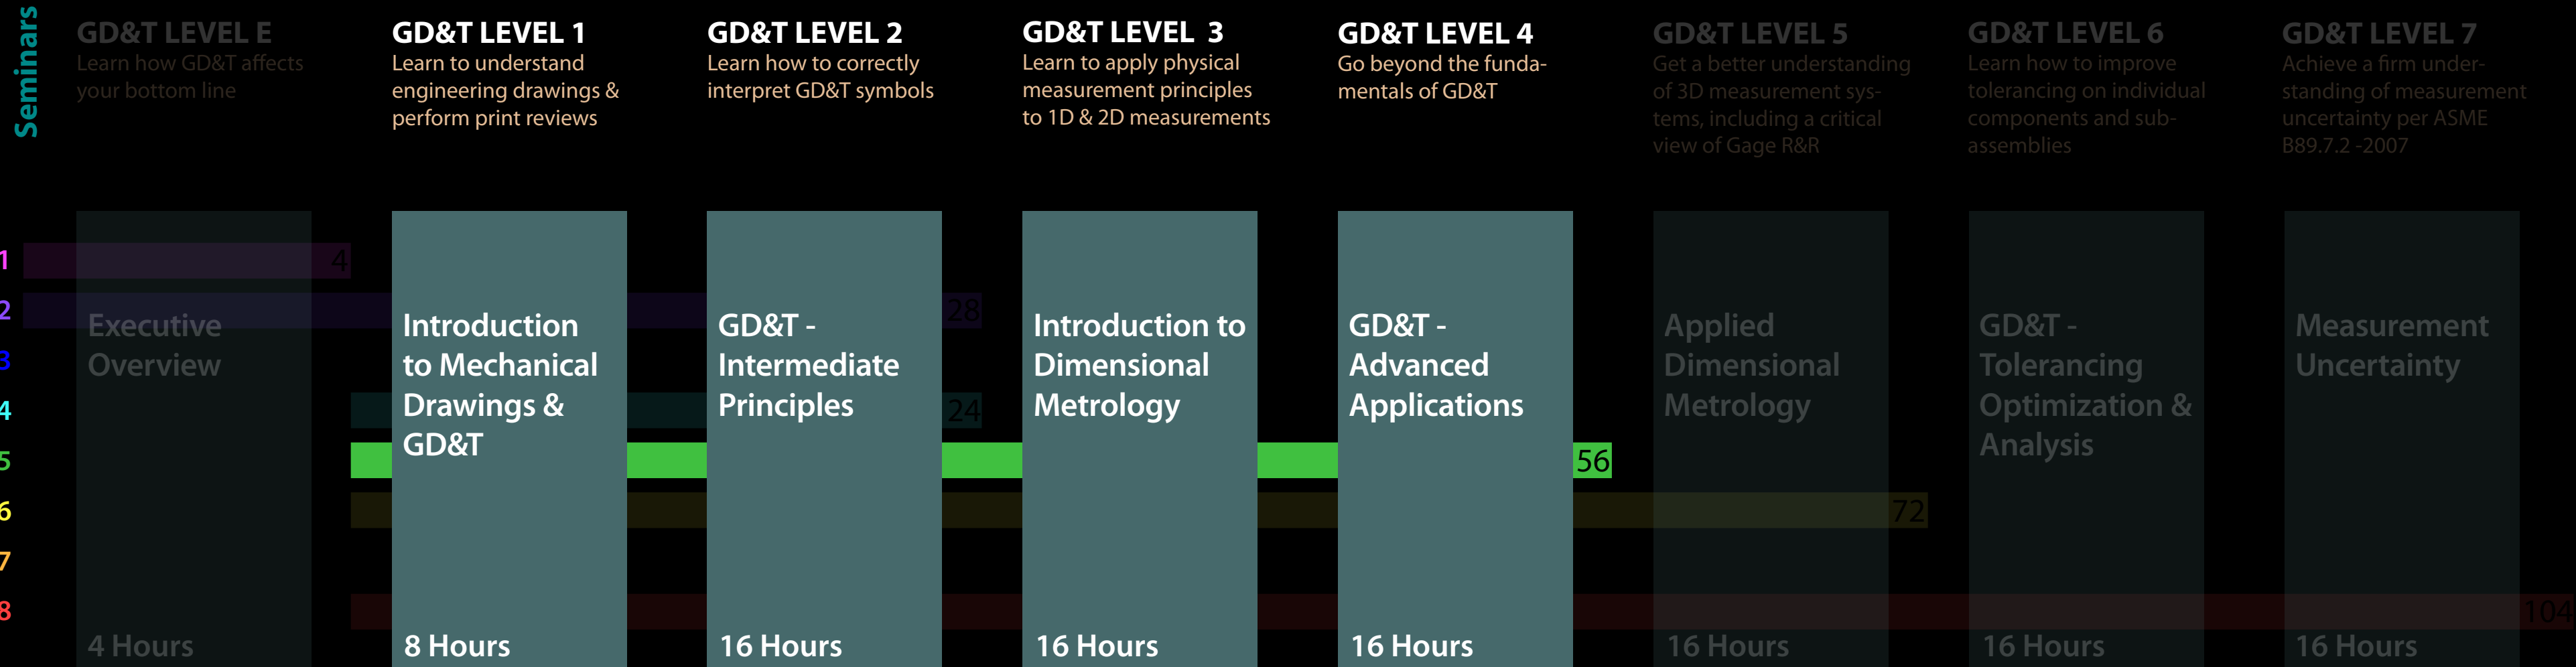 Seminars
GD&T LEVEL E
Learn how GD&T affects
your bottom line
GD&T LEVEL 1
Learn to understand
engineering drawings &
perform print reviews
GD&T LEVEL 2
Learn how to correctly
interpret GD&T symbols
GD&T LEVEL 3
Learn to apply physical
measurement principles
to 1D & 2D measurements
GD&T LEVEL 4
Go beyond the funda-
mentals of GD&T
GD&T LEVEL 5
Get a better understanding
of 3D measurement sys-
tems, including a critical
view of Gage R&R
GD&T LEVEL 6
Learn how to improve
tolerancing on individual
components and sub-
assemblies
GD&T LEVEL 7
Achieve a firm under-
standing of measurement
uncertainty per ASME
B89.7.2 -2007
1
2
3
4
5
6
7
8
4
28
24
56
72
104
Executive
Overview
4 Hours
Introduction
to Mechanical
Drawings &
GD&T
8 Hours
GD&T -
Intermediate
Principles
16 Hours
Introduction to
Dimensional
Metrology
16 Hours
GD&T -
Advanced
Applications
16 Hours
Applied
Dimensional
Metrology
16 Hours
GD&T -
Tolerancing
Optimization &
Analysis
16 Hours
Measurement
Uncertainty
16 Hours